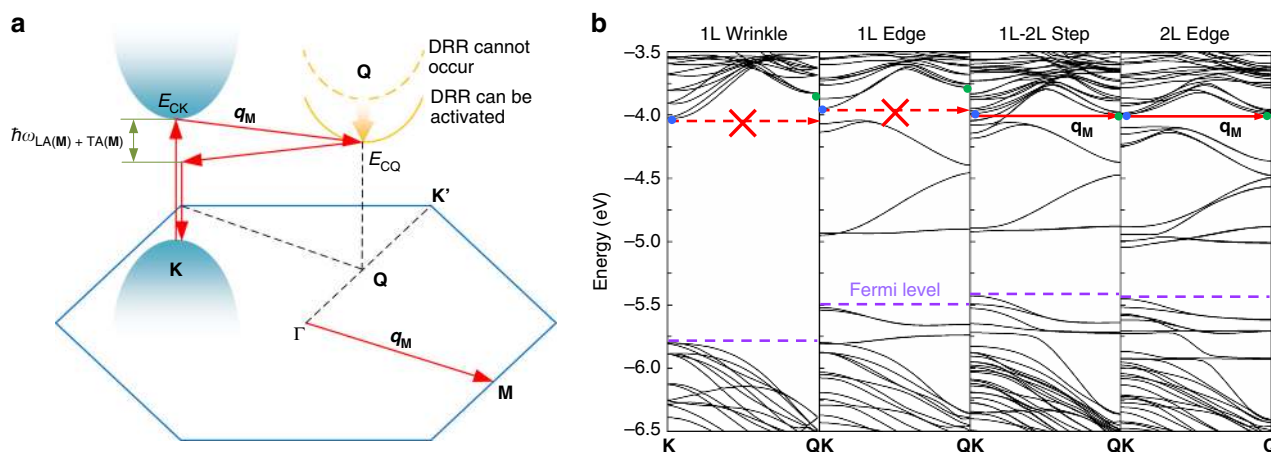 a
Q
DRR cannot
occur
DRR can be
activated
E_CK
q_M
ħω_LA(M) + TA(M)
E_CQ
K'
K
Q
Γ
q_M
M
b
1L Wrinkle
1L Edge
1L-2L Step
2L Edge
Energy (eV)
−3.5
−4.0
−4.5
−5.0
−5.5
−6.0
−6.5
q_M
q_M
Fermi level
K
QK
QK
QK
Q